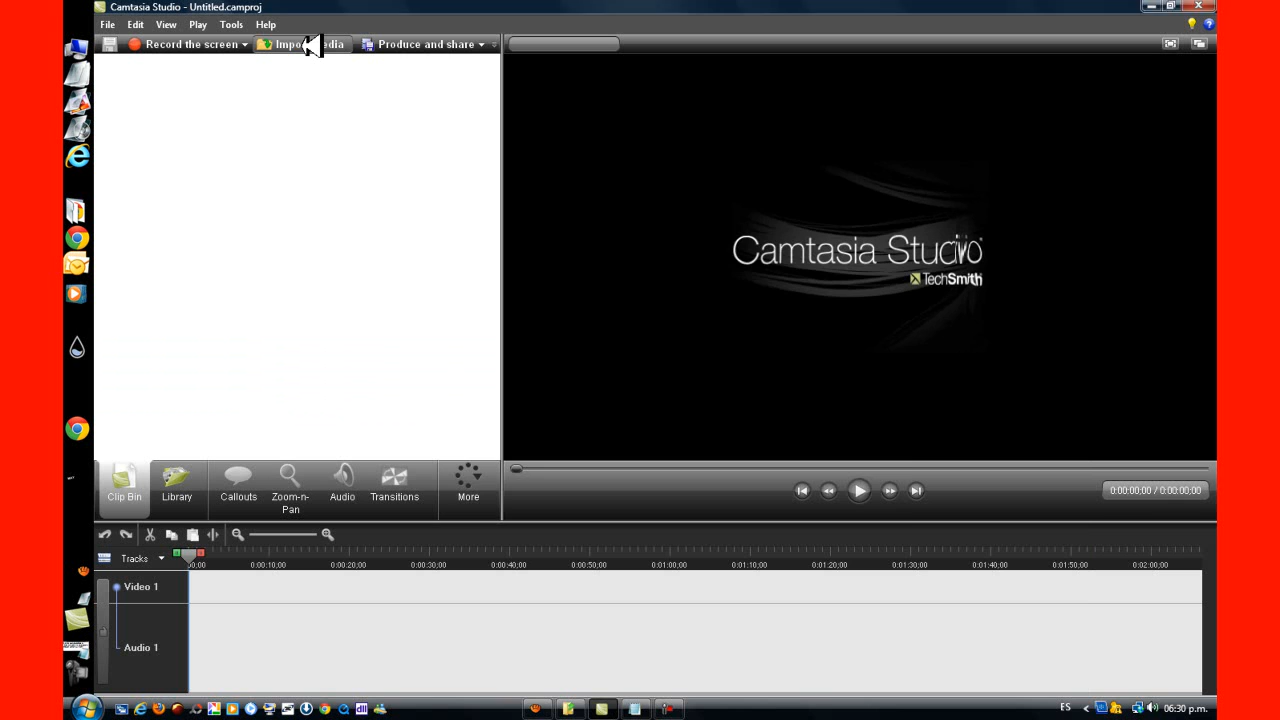 Camtasia Studio - Untitled.camproj
File Edit View Play Tools Help
Record the screen Produce and share
Camtasia
TechSmith
Clip Bin Library Callouts Zoom-n-Pan Audio Transitions More
0:00:00;00 / 0:00:00;00
Tracks
0:00:10;00 0:00:20;00 0:00:30;00 0:00:40;00 0:00:50;00 0:01:00;00 0:01:10;00 0:01:20;00 0:01:30;00 0:01:40;00 0:01:50;00 0:02:00;00
Video 1
Audio 1
ES 06:30 p.m.